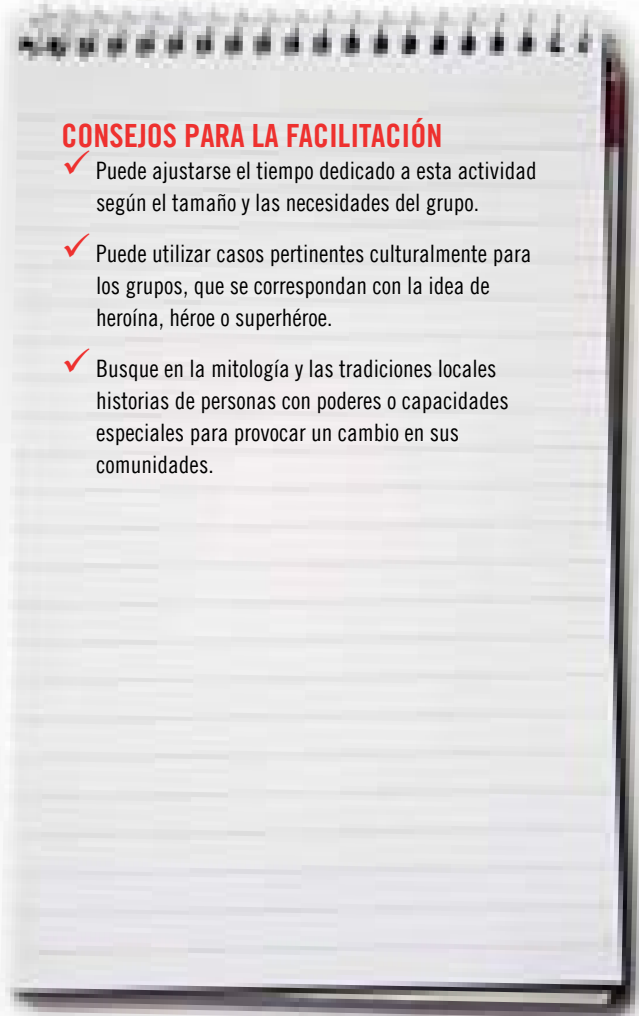 CONSEJOS PARA LA FACILITACIÓN
✓ Puede ajustarse el tiempo dedicado a esta actividad
según el tamaño y las necesidades del grupo.
✓ Puede utilizar casos pertinentes culturalmente para
los grupos, que se correspondan con la idea de
heroína, héroe o superhéroe.
✓ Busque en la mitología y las tradiciones locales
historias de personas con poderes o capacidades
especiales para provocar un cambio en sus
comunidades.